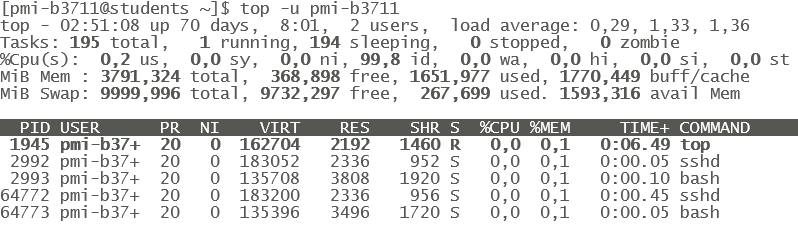 [pmi-b3711@students ~]$ top -u pmi-b3711
top - 02:51:08 up 70 days,  8:01,  2 users,  load average: 0,29, 1,33, 1,36
Tasks: 195 total,   1 running, 194 sleeping,   0 stopped,   0 zombie
%Cpu(s):  0,2 us,  0,0 sy,  0,0 ni, 99,8 id,  0,0 wa,  0,0 hi,  0,0 si,  0,0 st
MiB Mem : 3791,324 total,  368,898 free, 1651,977 used, 1770,449 buff/cache
MiB Swap: 9999,996 total, 9732,297 free,  267,699 used. 1593,316 avail Mem
PID USER PR NI VIRT RES SHR S %CPU %MEM TIME+ COMMAND
1945 pmi-b37+ 20 0 162704 2192 1460 R 0,0 0,1 0:06.49 top
2992 pmi-b37+ 20 0 183052 2336 952 S 0,0 0,1 0:00.05 sshd
2993 pmi-b37+ 20 0 135708 3808 1920 S 0,0 0,1 0:00.10 bash
64772 pmi-b37+ 20 0 183200 2336 956 S 0,0 0,1 0:00.45 sshd
64773 pmi-b37+ 20 0 135396 3496 1720 S 0,0 0,1 0:00.05 bash